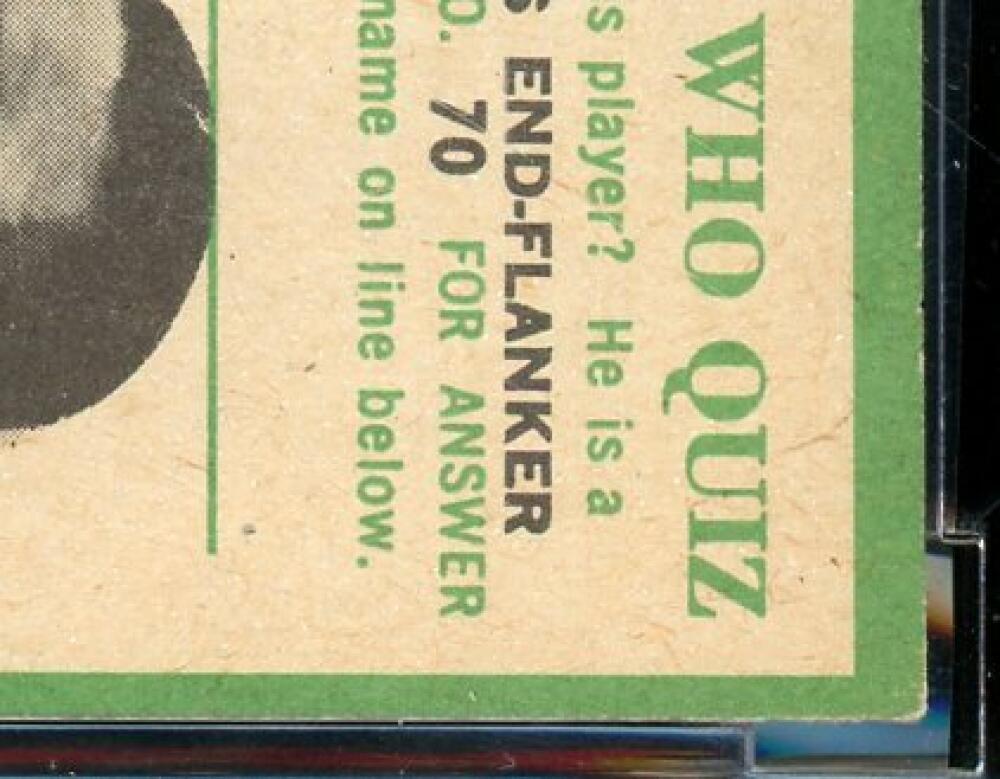 WHO QUIZ
s player? He is a
S END-FLANKER
O. 70 FOR ANSWER
name on line below.